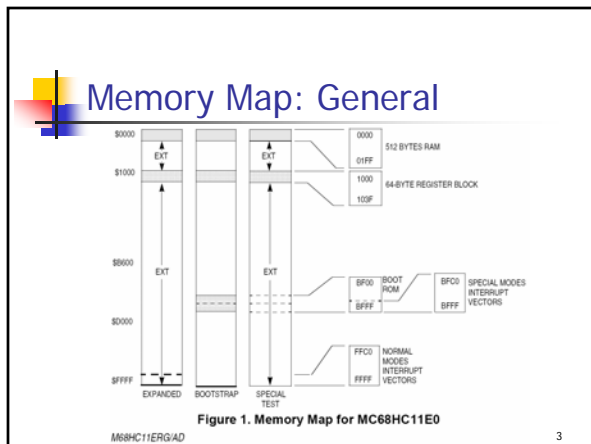 Memory Map: General
$0000
EXT
EXT
0000
01FF
512 BYTES RAM
$1000
1000
103F
64-BYTE REGISTER BLOCK
EXT
EXT
$B600
BF00
BFFF
BOOT
ROM
BFC0
BFFF
SPECIAL MODES
INTERRUPT
VECTORS
$D000
FFC0
FFFF
NORMAL
MODES
INTERRUPT
VECTORS
$FFFF
EXPANDED
BOOTSTRAP
SPECIAL
TEST
Figure 1. Memory Map for MC68HC11E0
M68HC11ERG/AD
3